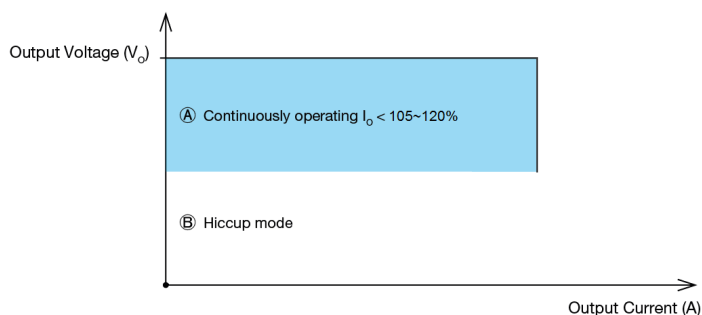 Output Voltage (Vo)
Ⓐ Continuously operating Io < 105~120%
Ⓑ Hiccup mode
Output Current (A)